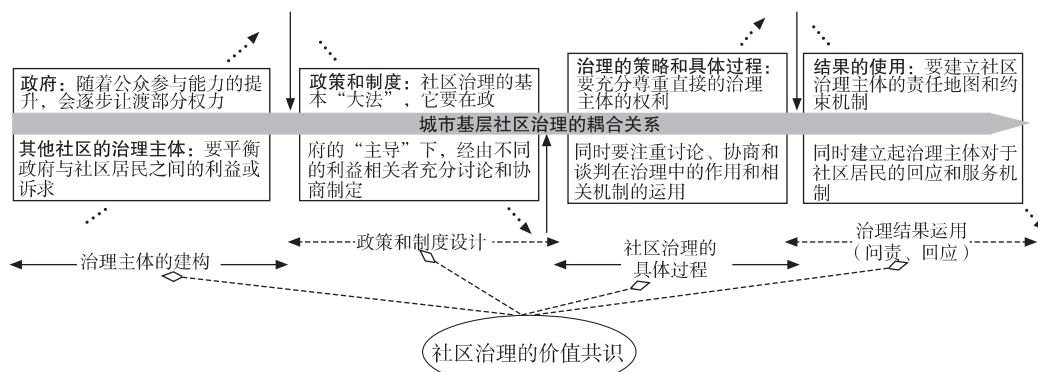 政府：随着公众参与能力的提
升，会逐步让渡部分权力
政策和制度：社区治理的基
本“大法”，它要在政
治理的策略和具体过程：
要充分尊重直接的治理
主体的权利
结果的使用：要建立社区
治理主体的责任地图和约
束机制
城市基层社区治理的耦合关系
其他社区的治理主体：要平衡
政府与社区居民之间的利益或
诉求
府的“主导”下，经由不同
的利益相关者充分讨论和协
商制定
同时要注重讨论、协商和
谈判在治理中的作用和相
关机制的运用
同时建立起治理主体对于
社区居民的回应和服务机
制
治理主体的建构
政策和制度设计
社区治理的
具体过程
治理结果运用
（问责、回应）
社区治理的价值共识